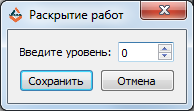 Раскрытие работ
Введите уровень: 0
Сохранить Отмена